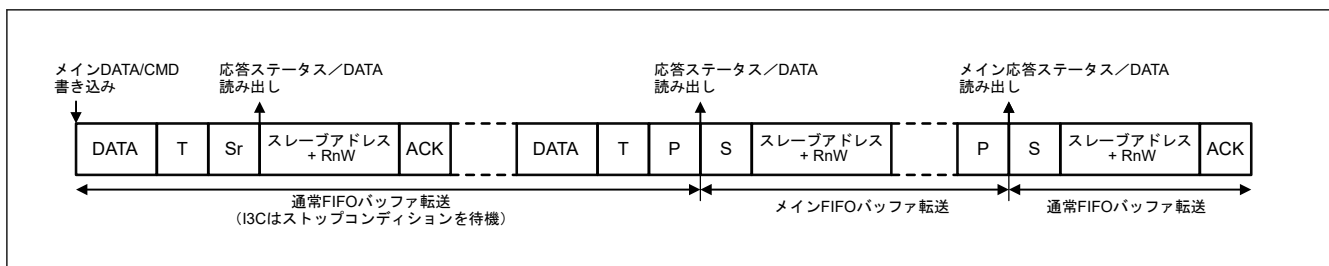 メインDATA/CMD
書き込み
応答ステータス／DATA
読み出し
応答ステータス／DATA
読み出し
メイン応答ステータス／DATA
読み出し
DATA
T
Sr
スレーブアドレス
+ RnW
ACK
DATA
T
P
S
スレーブアドレス
+ RnW
P
S
スレーブアドレス
+ RnW
ACK
通常FIFOバッファ転送
（I3Cはストップコンディションを待機）
メインFIFOバッファ転送
通常FIFOバッファ転送